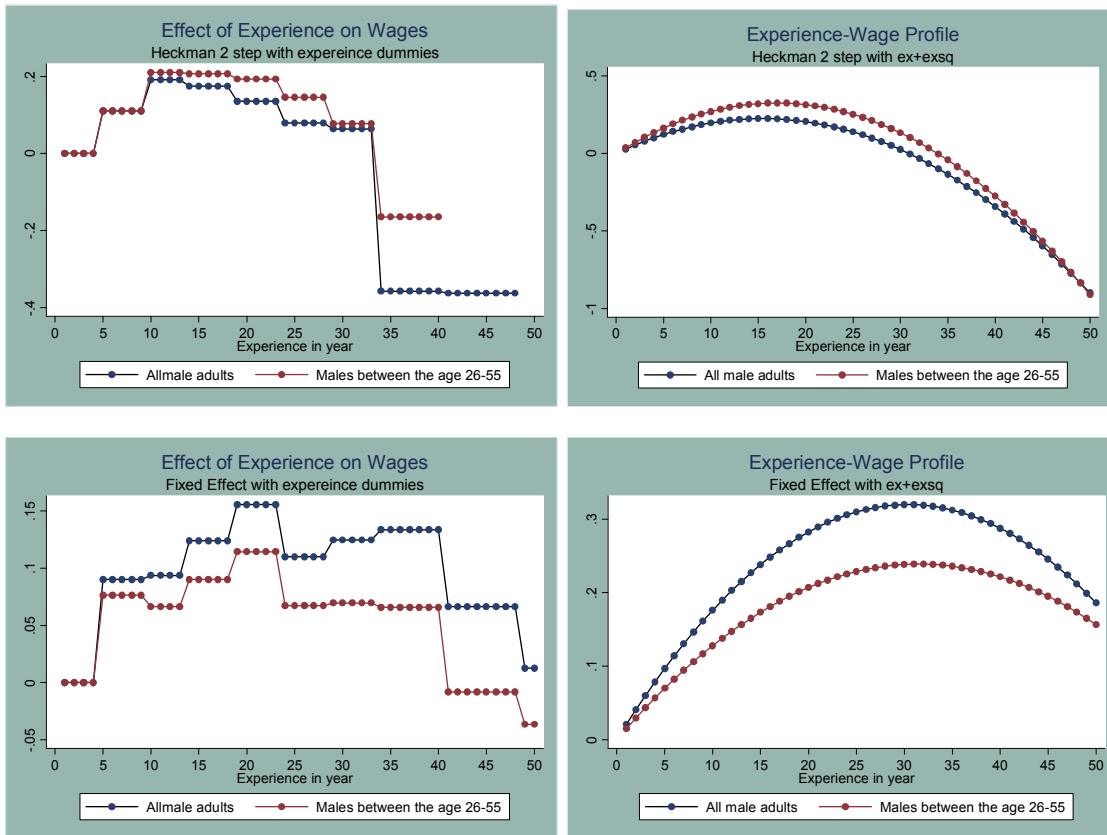 Effect of Experience on Wages
Heckman 2 step with expereince dummies
.2
0
-.2
-.4
0 5 10 15 20 25 30 35 40 45 50
Experience in year
Allmale adults Males between the age 26-55
Experience-Wage Profile
Heckman 2 step with ex+exsq
.5
0
-.5
-1
0 5 10 15 20 25 30 35 40 45 50
Experience in year
All male adults Males between the age 26-55
Effect of Experience on Wages
Fixed Effect with expereince dummies
.15
.1
.05
0
-.05
0 5 10 15 20 25 30 35 40 45 50
Experience in year
Allmale adults Males between the age 26-55
Experience-Wage Profile
Fixed Effect with ex+exsq
.3
.2
.1
0
0 5 10 15 20 25 30 35 40 45 50
Experience in year
All male adults Males between the age 26-55